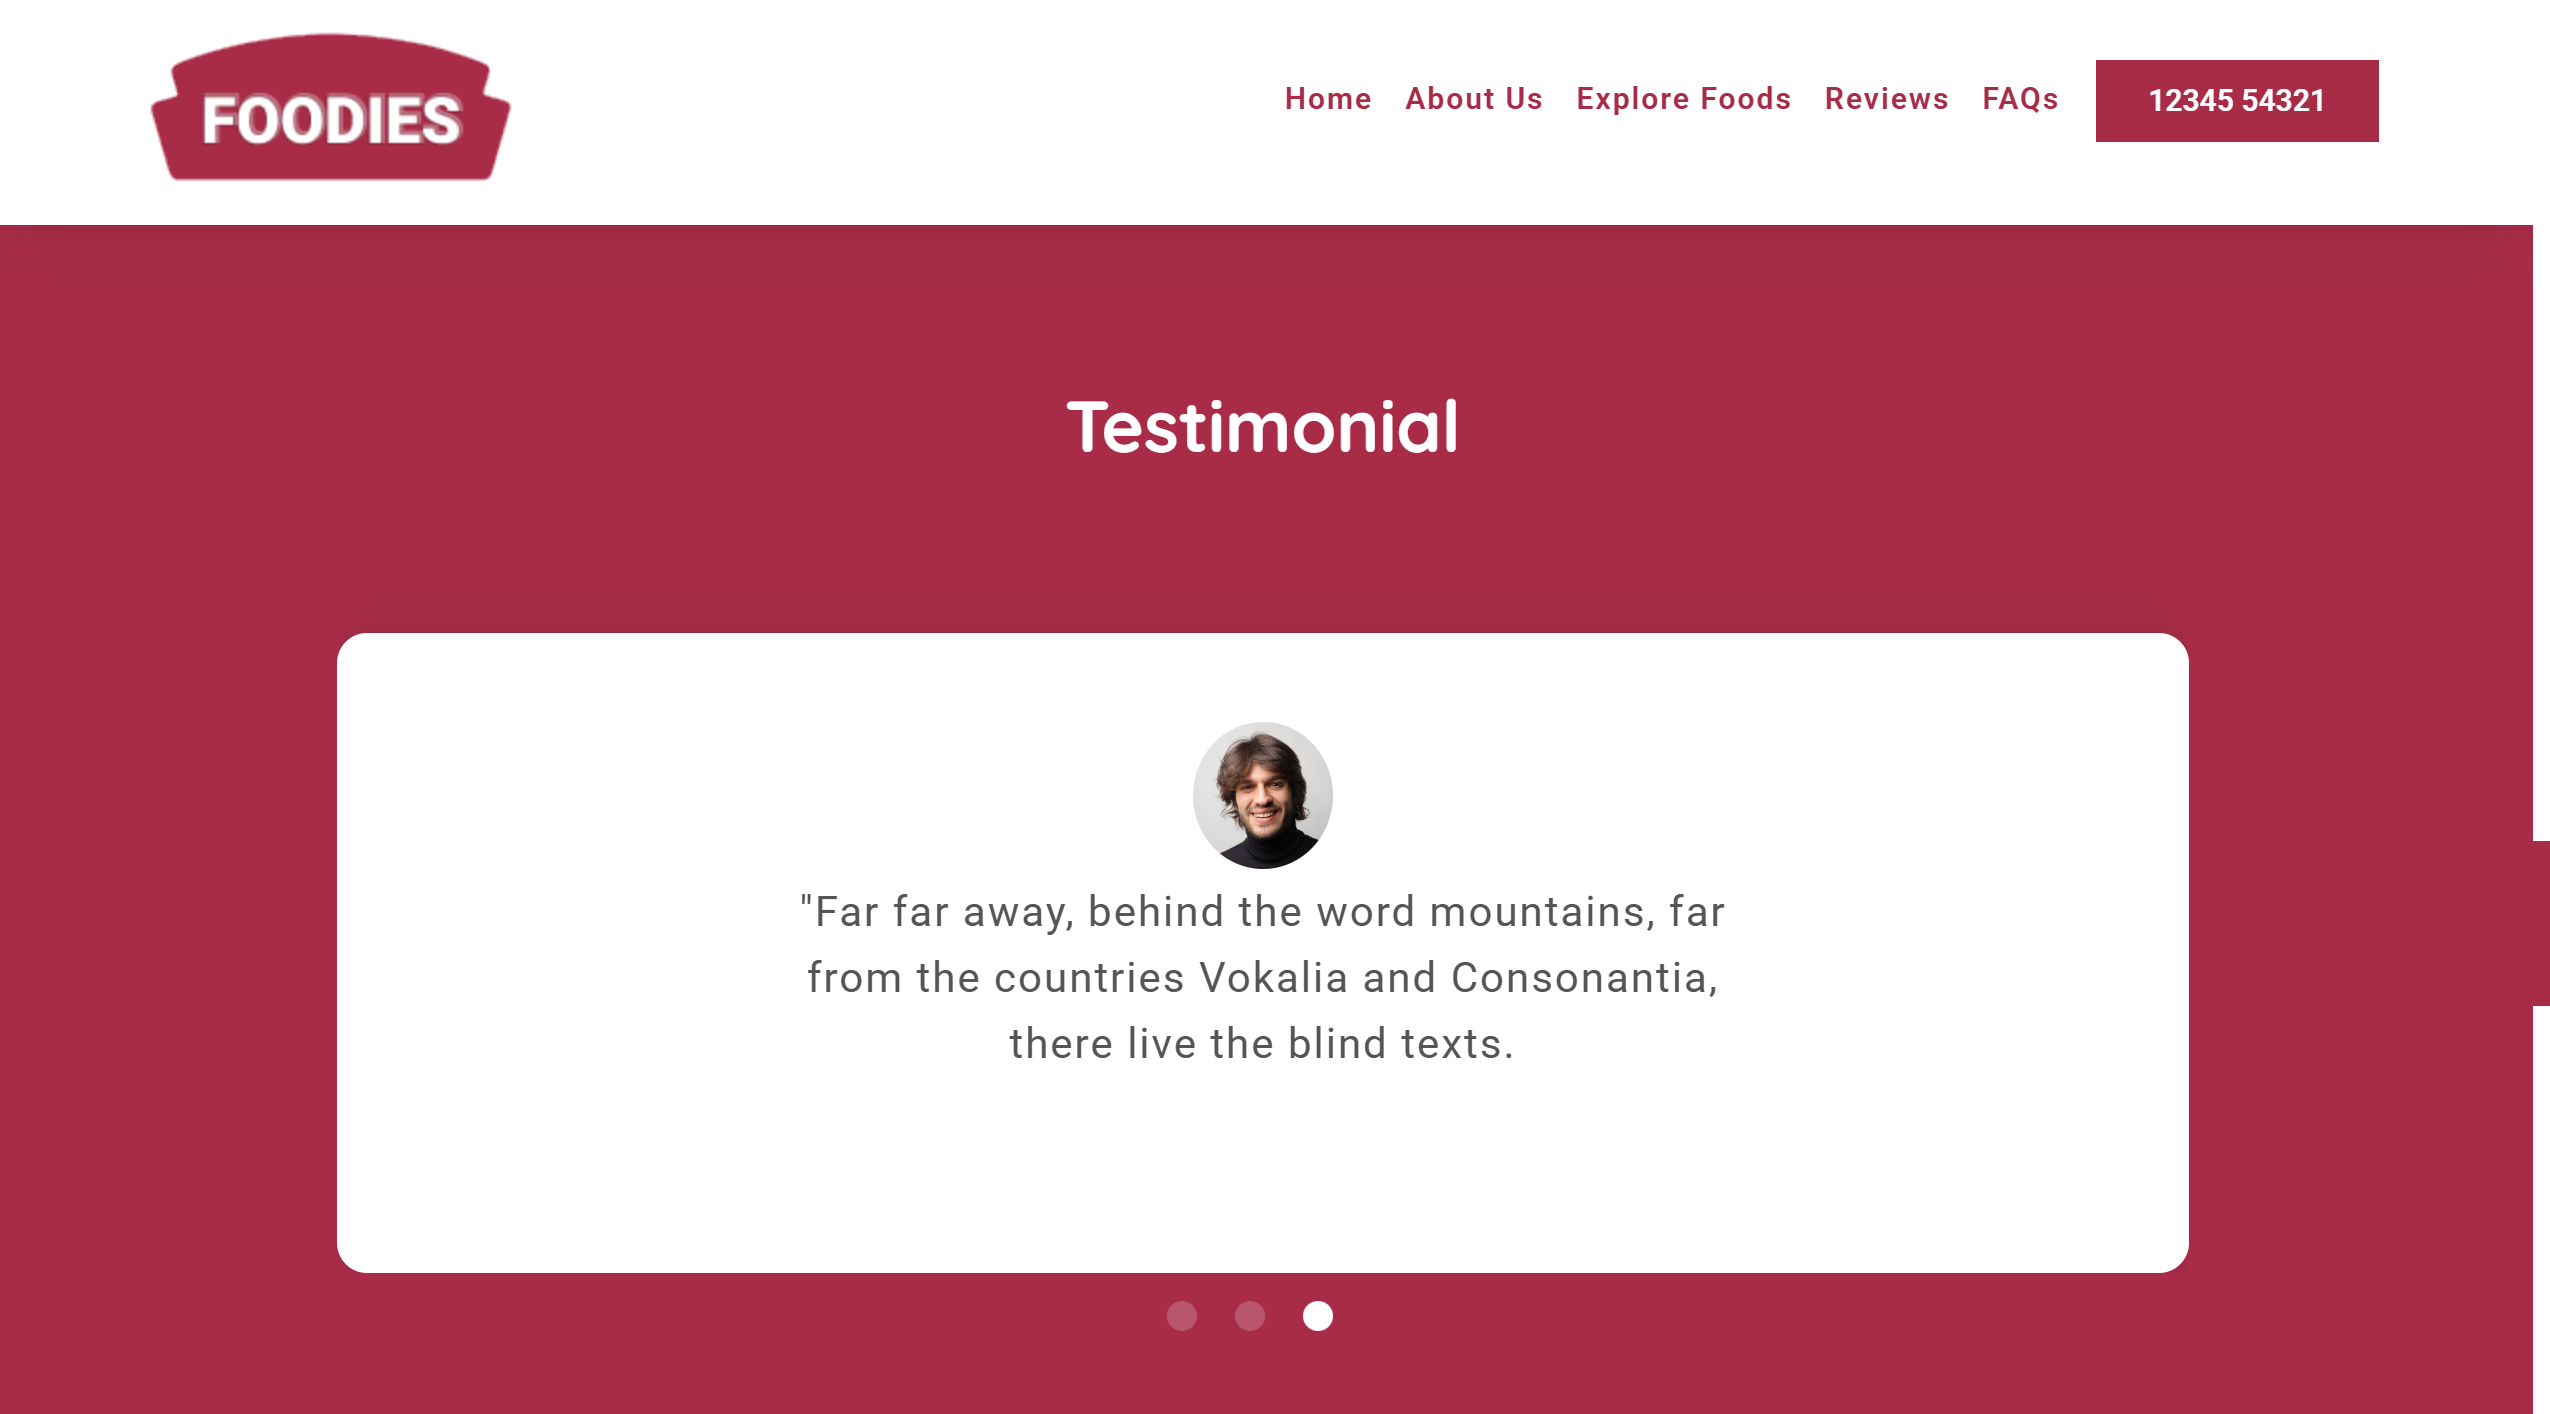 FOODIES
Home
About Us
Explore Foods
Reviews
FAQs
12345 54321
Testimonial
"Far far away, behind the word mountains, far
from the countries Vokalia and Consonantia,
there live the blind texts.